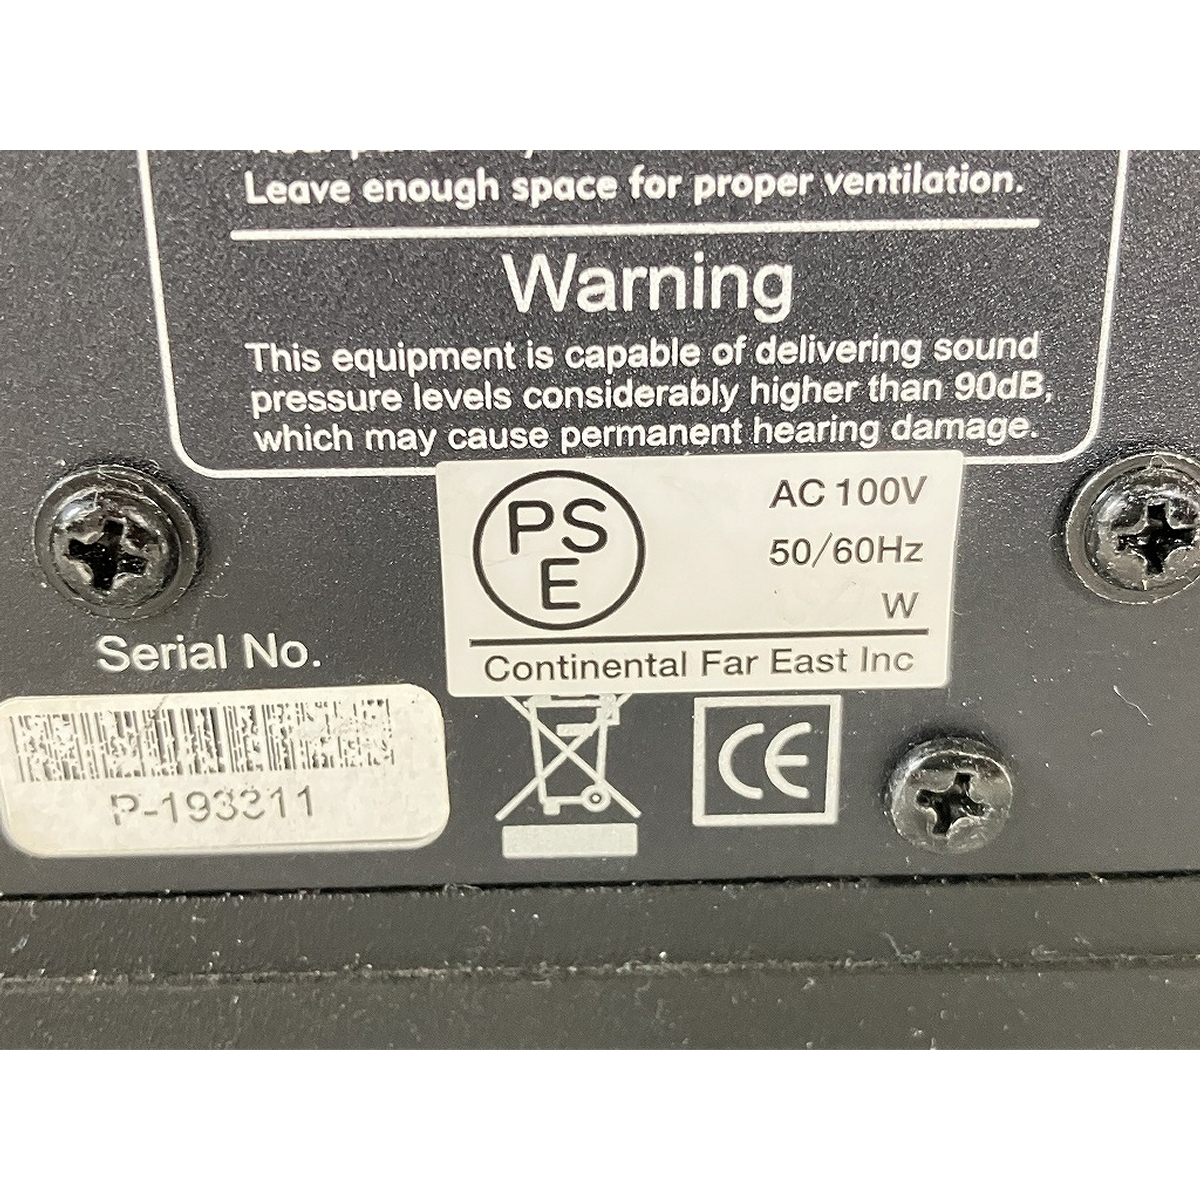 Leave enough space for proper ventilation.
Warning
This equipment is capable of delivering sound
pressure levels considerably higher than 90dB,
which may cause permanent hearing damage.
PS
E
AC 100V
50/60Hz
W
Continental Far East Inc
Serial No.
P-193311
CE